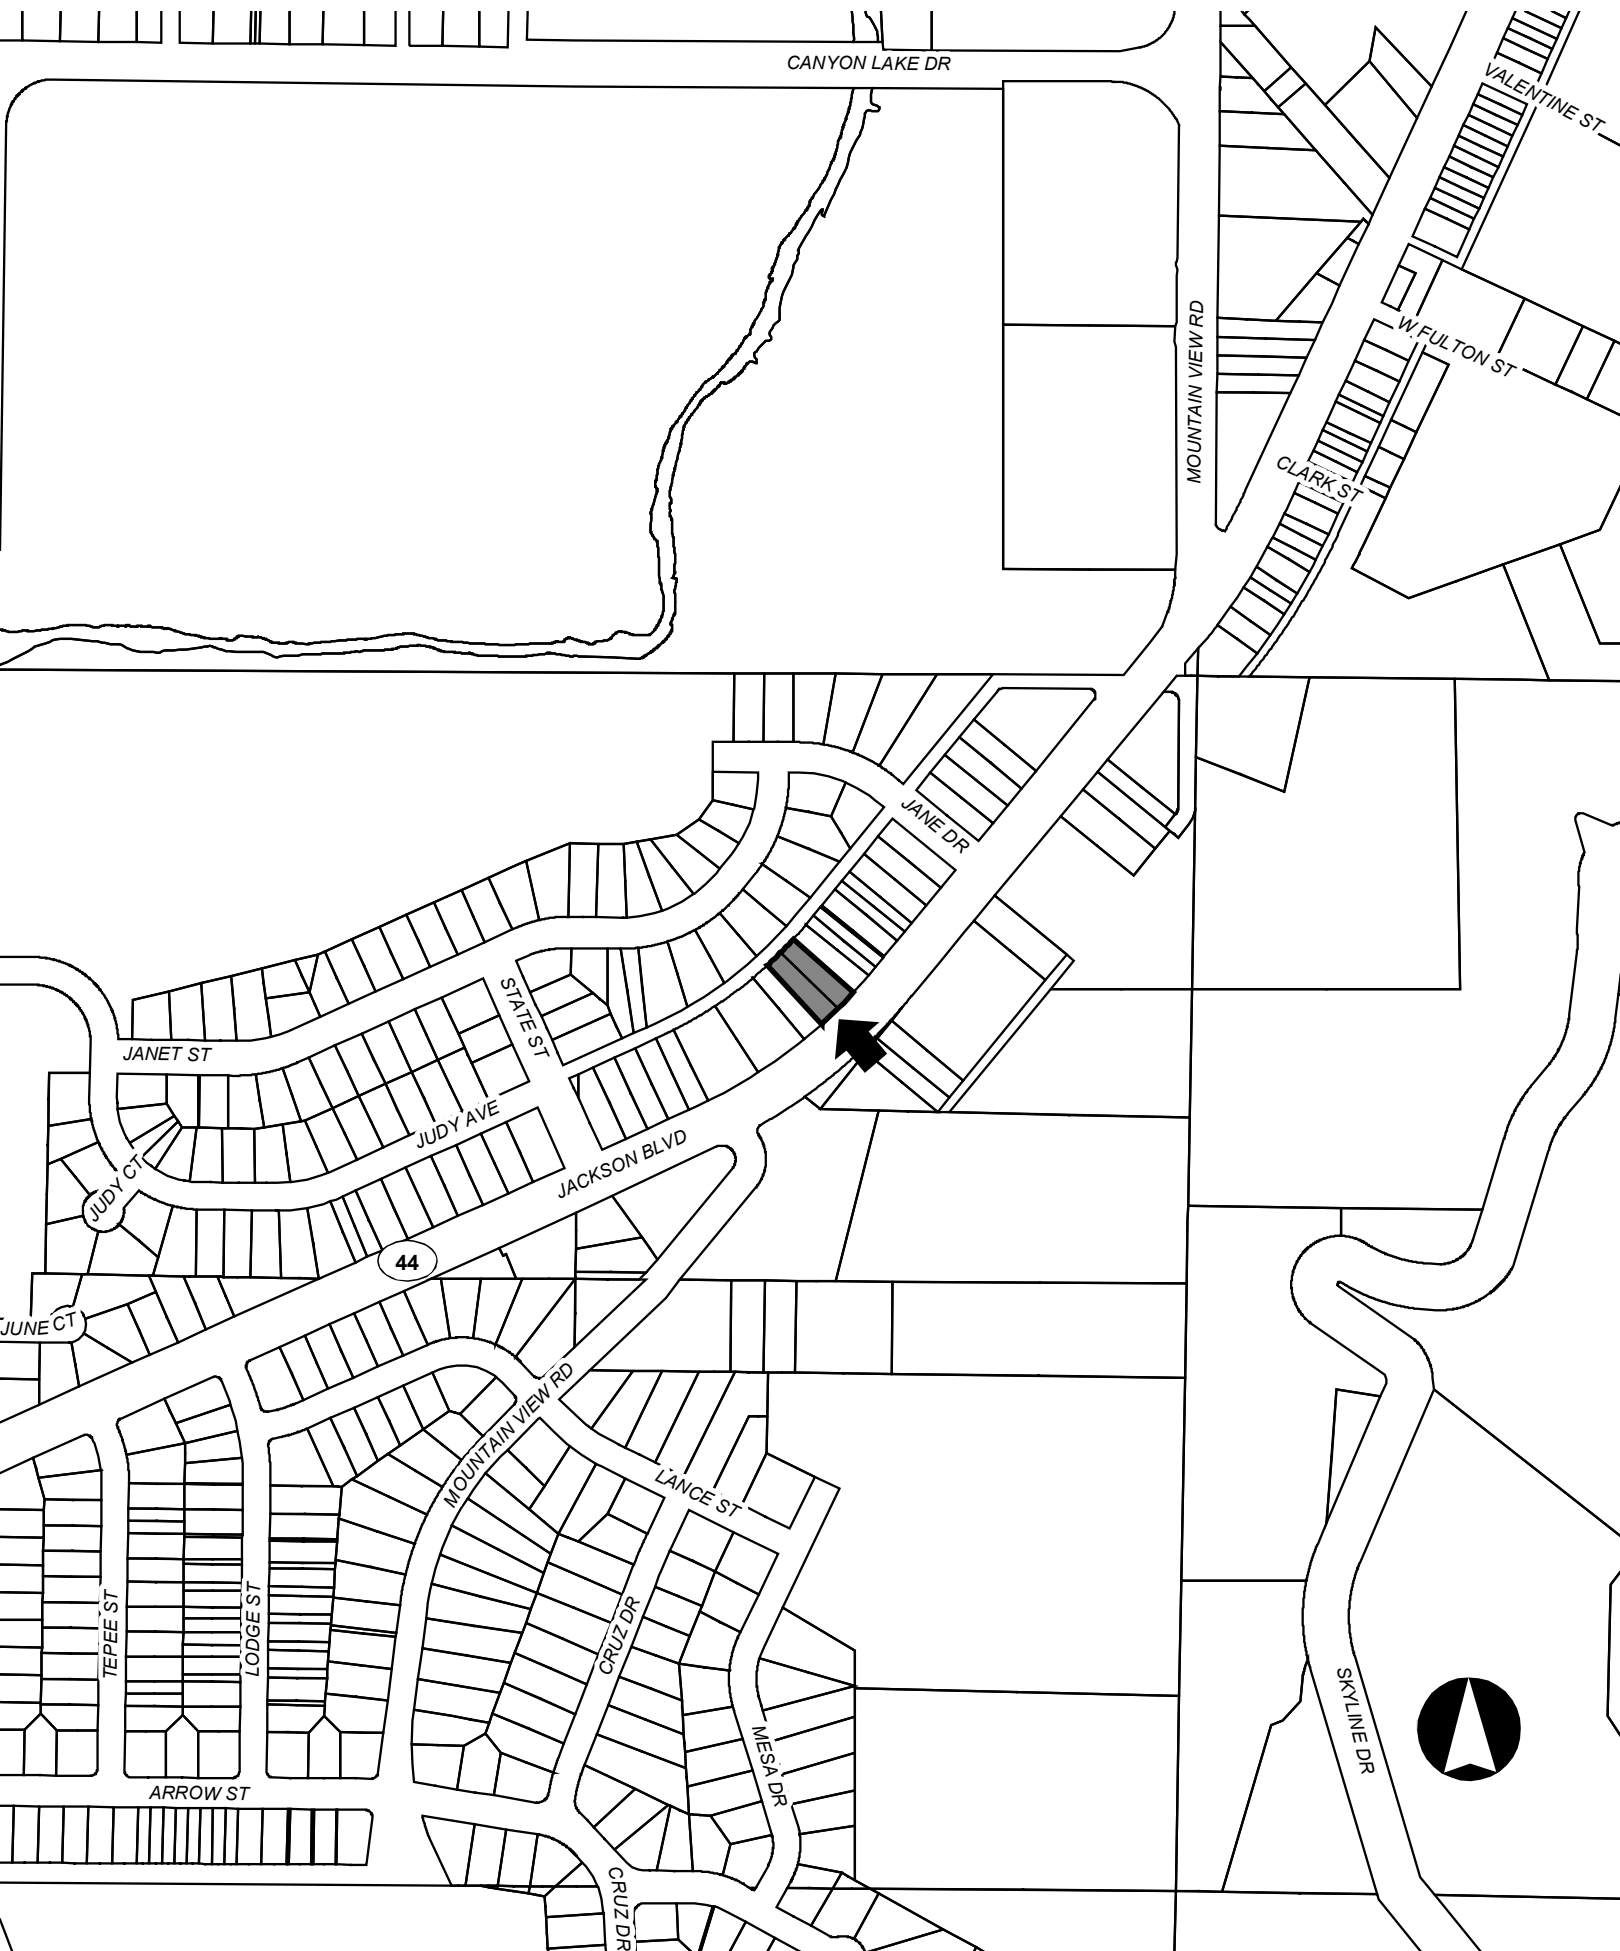 CANYON LAKE DR
VALENTINE ST
MOUNTAIN VIEW RD
W. FULTON ST
CLARK ST
JANE DR
STATE ST
JANET ST
JUDY AVE
JUDY CT
JACKSON BLVD
44
JUNE CT
MOUNTAIN VIEW RD
LANCE ST
TEPEE ST
LODGE ST
CRUZ DR
SKYLINE DR
MESA DR
ARROW ST
CRUZ DR